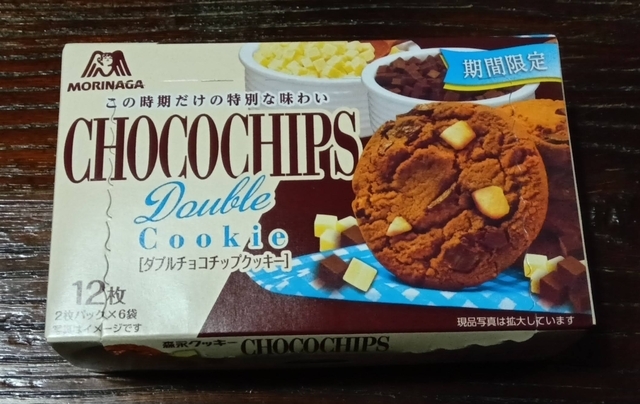 MORINAGA
期間限定
この時期だけの特別な味わい
CHOCOCHIPS
Double
Cookie
[ダブルチョコチップクッキー]
12枚
2枚パック×6袋
写真はイメージです
現品写真は拡大しています
森永クッキー CHOCOCHIPS